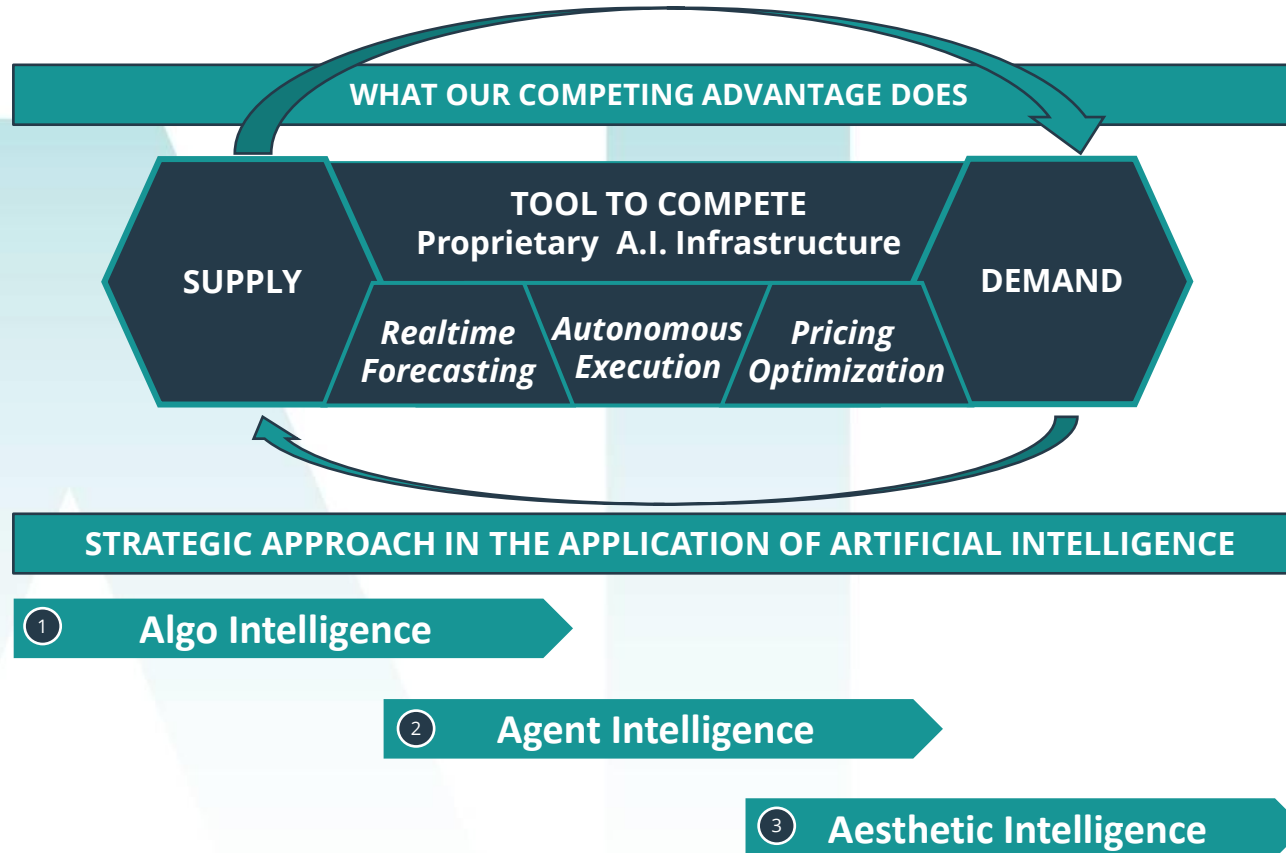 WHAT OUR COMPETING ADVANTAGE DOES
TOOL TO COMPETE
Proprietary A.I. Infrastructure
SUPPLY
DEMAND
Realtime
Forecasting
Autonomous
Execution
Pricing
Optimization
STRATEGIC APPROACH IN THE APPLICATION OF ARTIFICIAL INTELLIGENCE
1 Algo Intelligence
2 Agent Intelligence
3 Aesthetic Intelligence